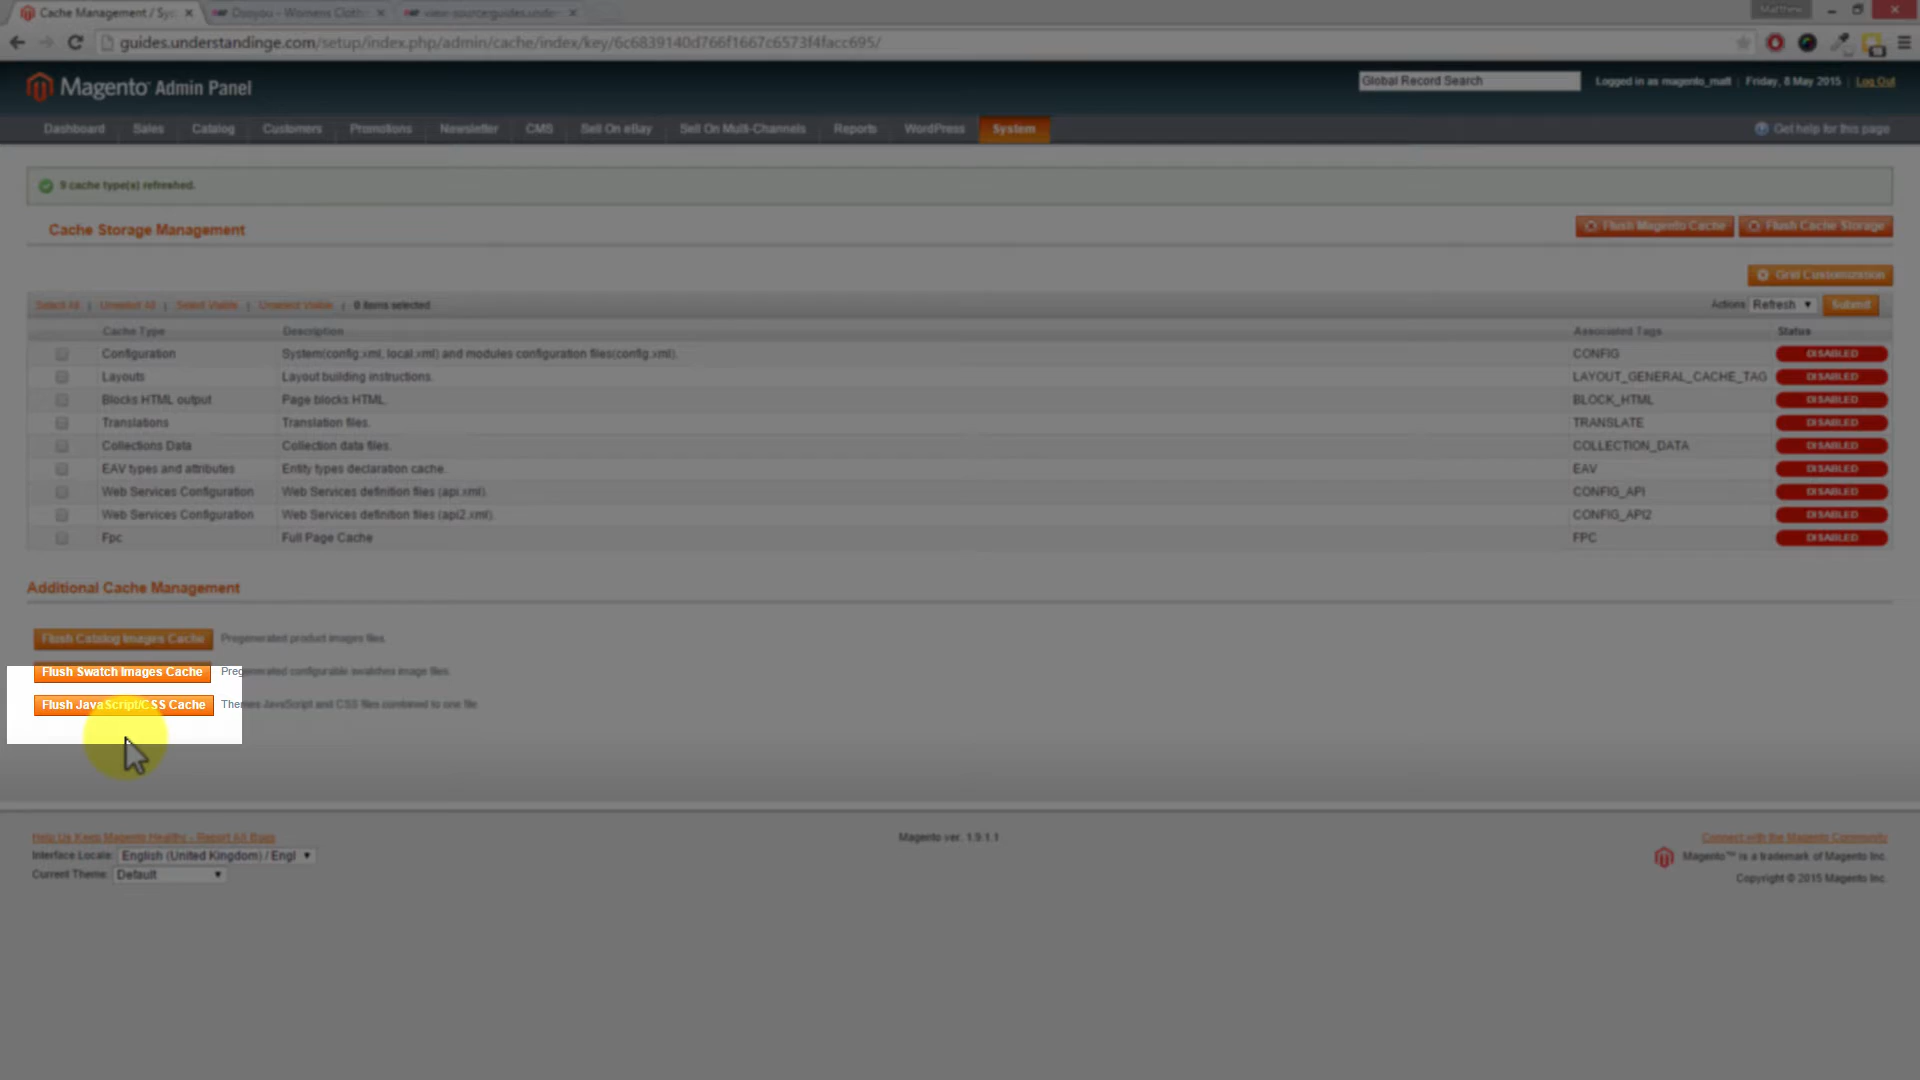 Cache Management / Sys
Osoyou - Womens Clothi
view-source:guides.unde
Matthew
guides.understandinge.com/setup/index.php/admin/cache/index/key/6c6839140d766f1667c6573f4facc695/
Magento Admin Panel
Global Record Search
Logged in as magento_matt | Friday, 8 May 2015 | Log Out
Dashboard Sales Catalog Customers Promotions Newsletter CMS Sell On eBay Sell On Multi-Channels Reports WordPress System
Get help for this page
9 cache type(s) refreshed.
Cache Storage Management
Flush Magento Cache Flush Cache Storage
Grid Customization
Select All | Unselect All | Select Visible | Unselect Visible | 0 items selected
Actions Refresh Submit
Cache Type Description Associated Tags Status
Configuration System(config.xml, local.xml) and modules configuration files(config.xml). CONFIG DISABLED
Layouts Layout building instructions. LAYOUT_GENERAL_CACHE_TAG DISABLED
Blocks HTML output Page blocks HTML. BLOCK_HTML DISABLED
Translations Translation files. TRANSLATE DISABLED
Collections Data Collection data files. COLLECTION_DATA DISABLED
EAV types and attributes Entity types declaration cache. EAV DISABLED
Web Services Configuration Web Services definition files (api.xml). CONFIG_API DISABLED
Web Services Configuration Web Services definition files (api2.xml). CONFIG_API2 DISABLED
Fpc Full Page Cache FPC DISABLED
Additional Cache Management
Flush Catalog Images Cache Pregenerated product images files.
Flush Swatch Images Cache Pregenerated configurable swatches image files.
Flush JavaScript/CSS Cache Themes JavaScript and CSS files combined to one file
Help Us Keep Magento Healthy - Report All Bugs
Magento ver. 1.9.1.1
Connect with the Magento Community
Interface Locale: English (United Kingdom) / Engl
Magento™ is a trademark of Magento Inc.
Current Theme: Default
Copyright © 2015 Magento Inc.